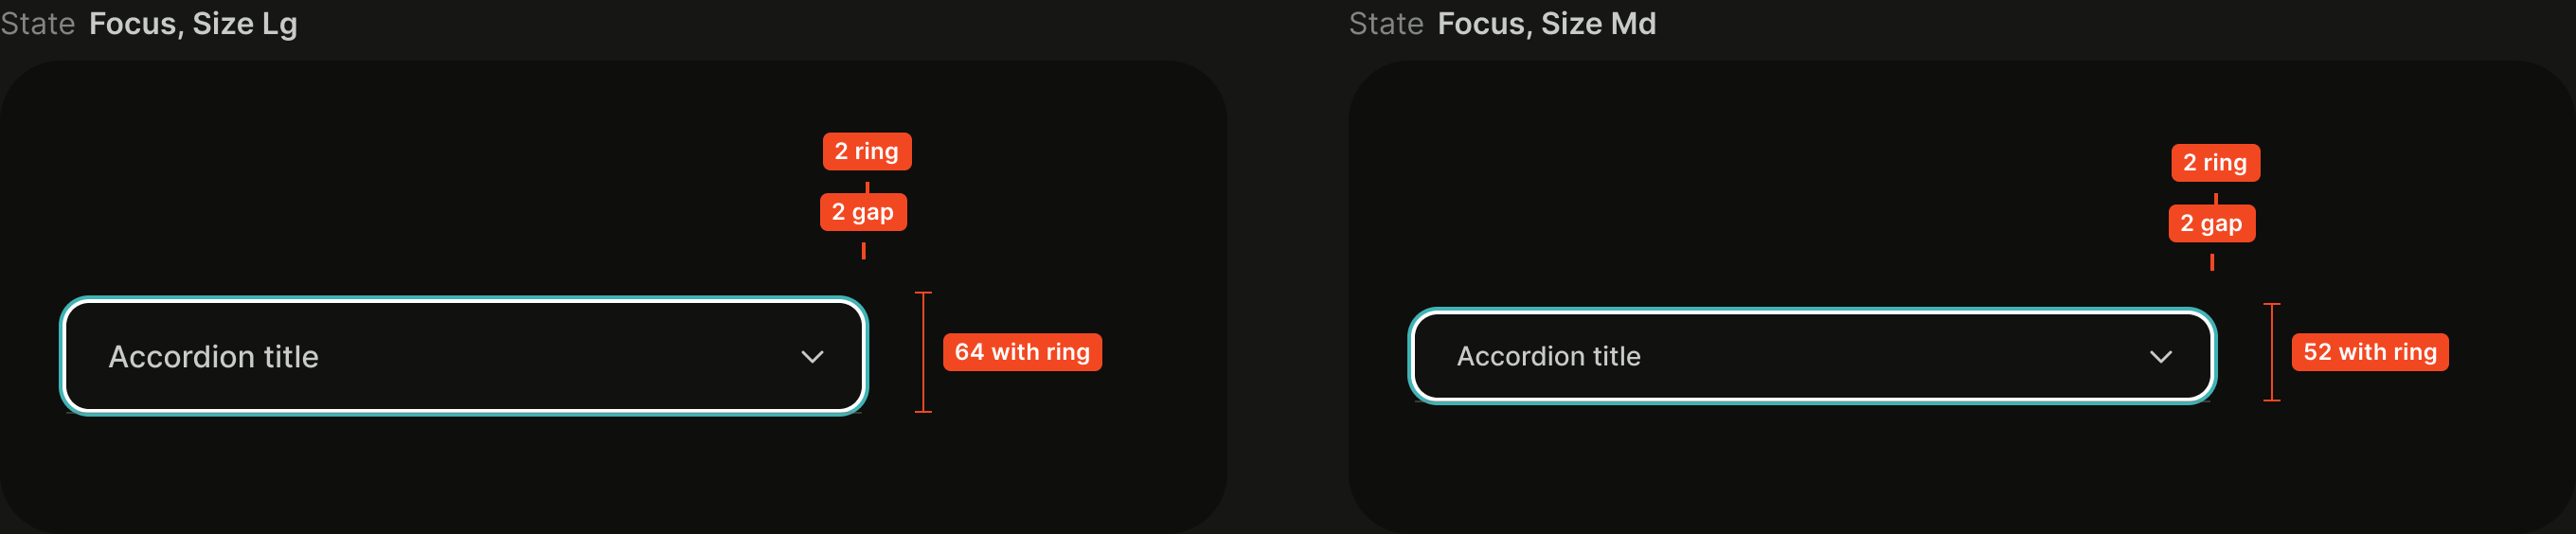 State Focus, Size Lg
2 ring
2 gap
Accordion title
64 with ring
State Focus, Size Md
2 ring
2 gap
Accordion title
52 with ring